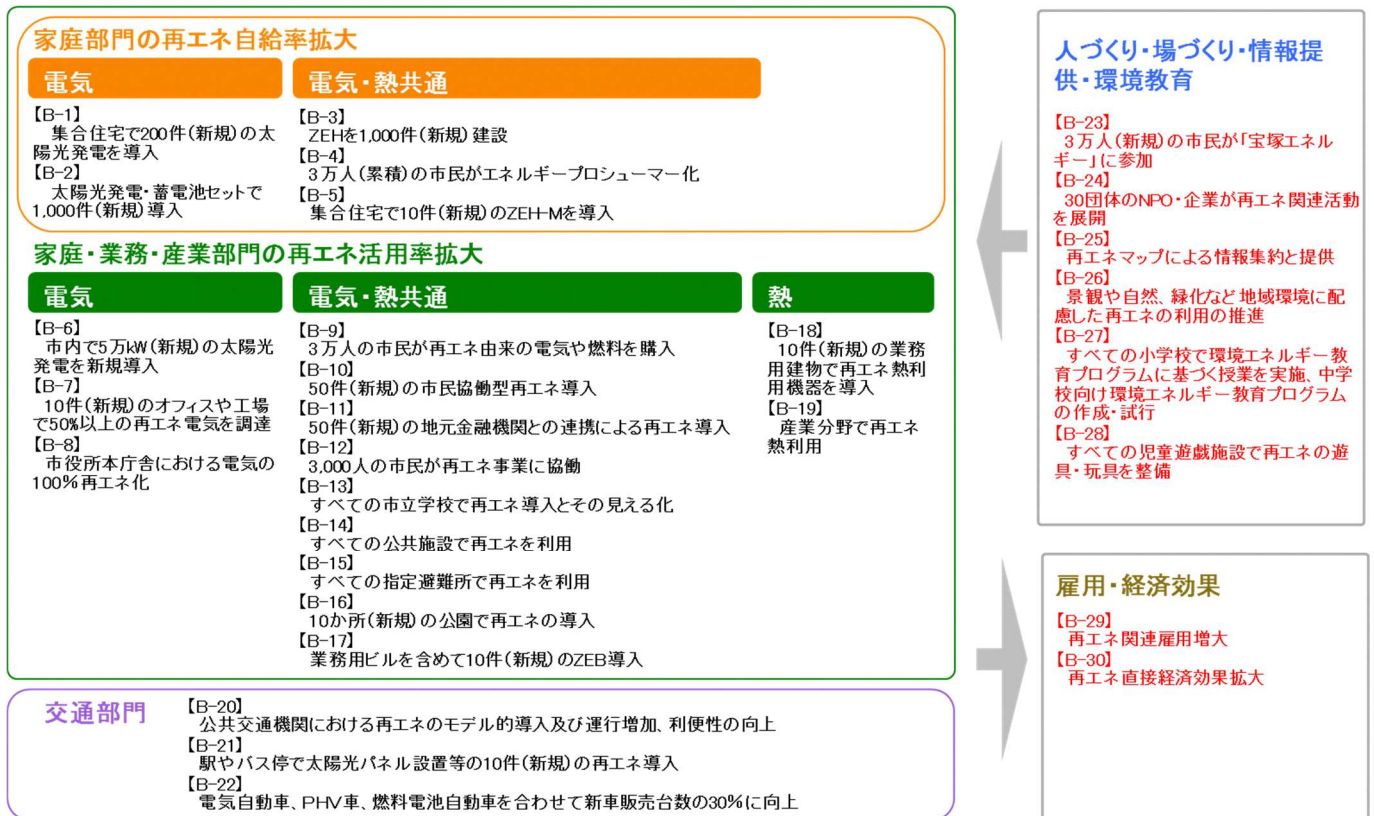 家庭部門の再エネ自給率拡大
電気
【B-1】
集合住宅で200件(新規)の太
陽光発電を導入
【B-2】
太陽光発電・蓄電池セットで
1,000件(新規)導入
電気・熱共通
【B-3】
ZEHを1,000件(新規)建設
【B-4】
3万人(累積)の市民がエネルギープロシューマー化
【B-5】
集合住宅で10件(新規)のZEH-Mを導入
家庭・業務・産業部門の再エネ活用率拡大
電気
【B-6】
市内で5万kW(新規)の太陽光
発電を新規導入
【B-7】
10件(新規)のオフィスや工場
で50%以上の再エネ電気を調達
【B-8】
市役所本庁舎における電気の
100%再エネ化
電気・熱共通
【B-9】
3万人の市民が再エネ由来の電気や燃料を購入
【B-10】
50件(新規)の市民協働型再エネ導入
【B-11】
50件(新規)の地元金融機関との連携による再エネ導入
【B-12】
3,000人の市民が再エネ事業に協働
【B-13】
すべての市立学校で再エネ導入とその見える化
【B-14】
すべての公共施設で再エネを利用
【B-15】
すべての指定避難所で再エネを利用
【B-16】
10か所(新規)の公園で再エネの導入
【B-17】
業務用ビルを含めて10件(新規)のZEB導入
熱
【B-18】
10件(新規)の業務
用建物で再エネ熱利
用機器を導入
【B-19】
産業分野で再エネ
熱利用
交通部門
【B-20】
公共交通機関における再エネのモデル的導入及び運行増加、利便性の向上
【B-21】
駅やバス停で太陽光パネル設置等の10件(新規)の再エネ導入
【B-22】
電気自動車、PHV車、燃料電池自動車を合わせて新車販売台数の30%に向上
人づくり・場づくり・情報提
供・環境教育
【B-23】
3万人(新規)の市民が「宝塚エネル
ギー」に参加
【B-24】
30団体のNPO・企業が再エネ関連活動
を展開
【B-25】
再エネマップによる情報集約と提供
【B-26】
景観や自然、緑化など地域環境に配
慮した再エネの利用の推進
【B-27】
すべての小学校で環境エネルギー教
育プログラムに基づく授業を実施、中学
校向け環境エネルギー教育プログラム
の作成・試行
【B-28】
すべての児童遊戯施設で再エネの遊
具・玩具を整備
雇用・経済効果
【B-29】
再エネ関連雇用増大
【B-30】
再エネ直接経済効果拡大